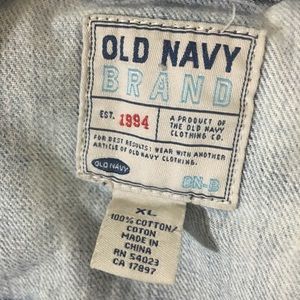 OLD NAVY
BRAND
EST. 1994
A PRODUCT OF
THE OLD NAVY
CLOTHING CO.
FOR BEST RESULTS: WEAR WITH ANOTHER
ARTICLE OF OLD NAVY CLOTHING.
OLD NAVY
BN-B
XL
100% COTTON/
COTON
MADE IN
CHINA
RN 54023
CA 17897